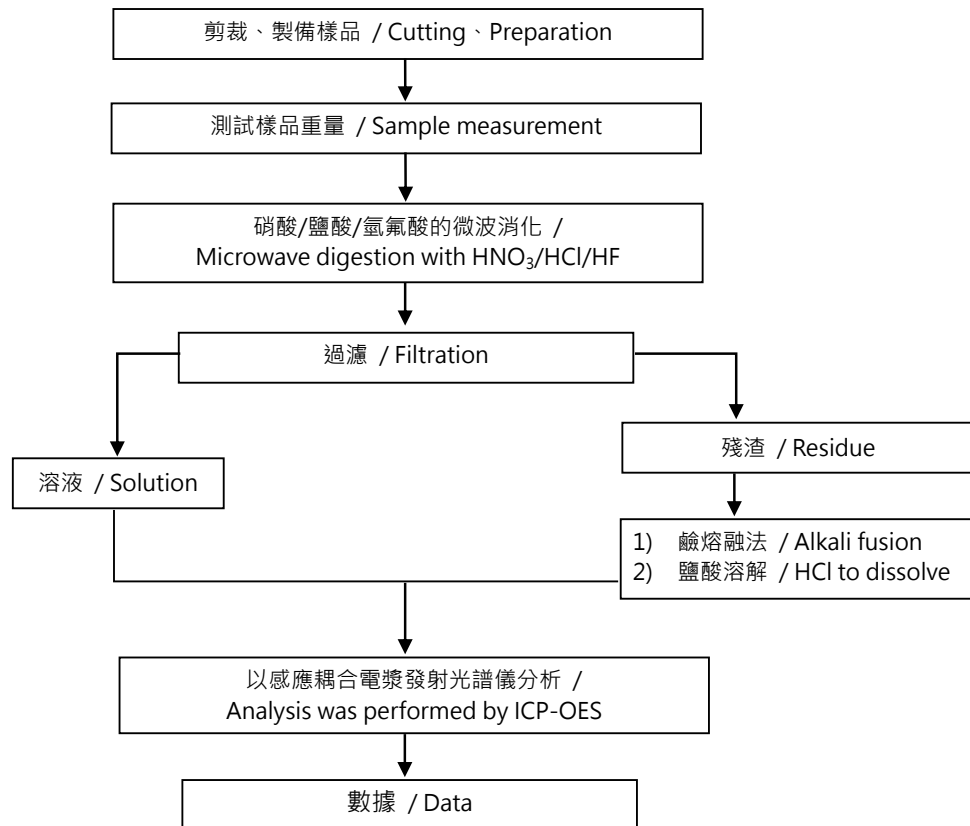 剪裁、製備樣品 / Cutting、Preparation
測試樣品重量 / Sample measurement
硝酸/鹽酸/氫氟酸的微波消化 /
Microwave digestion with HNO₃/HCl/HF
過濾 / Filtration
溶液 / Solution
殘渣 / Residue
1) 鹼熔融法 / Alkali fusion
2) 鹽酸溶解 / HCl to dissolve
以感應耦合電漿發射光譜儀分析 /
Analysis was performed by ICP-OES
數據 / Data